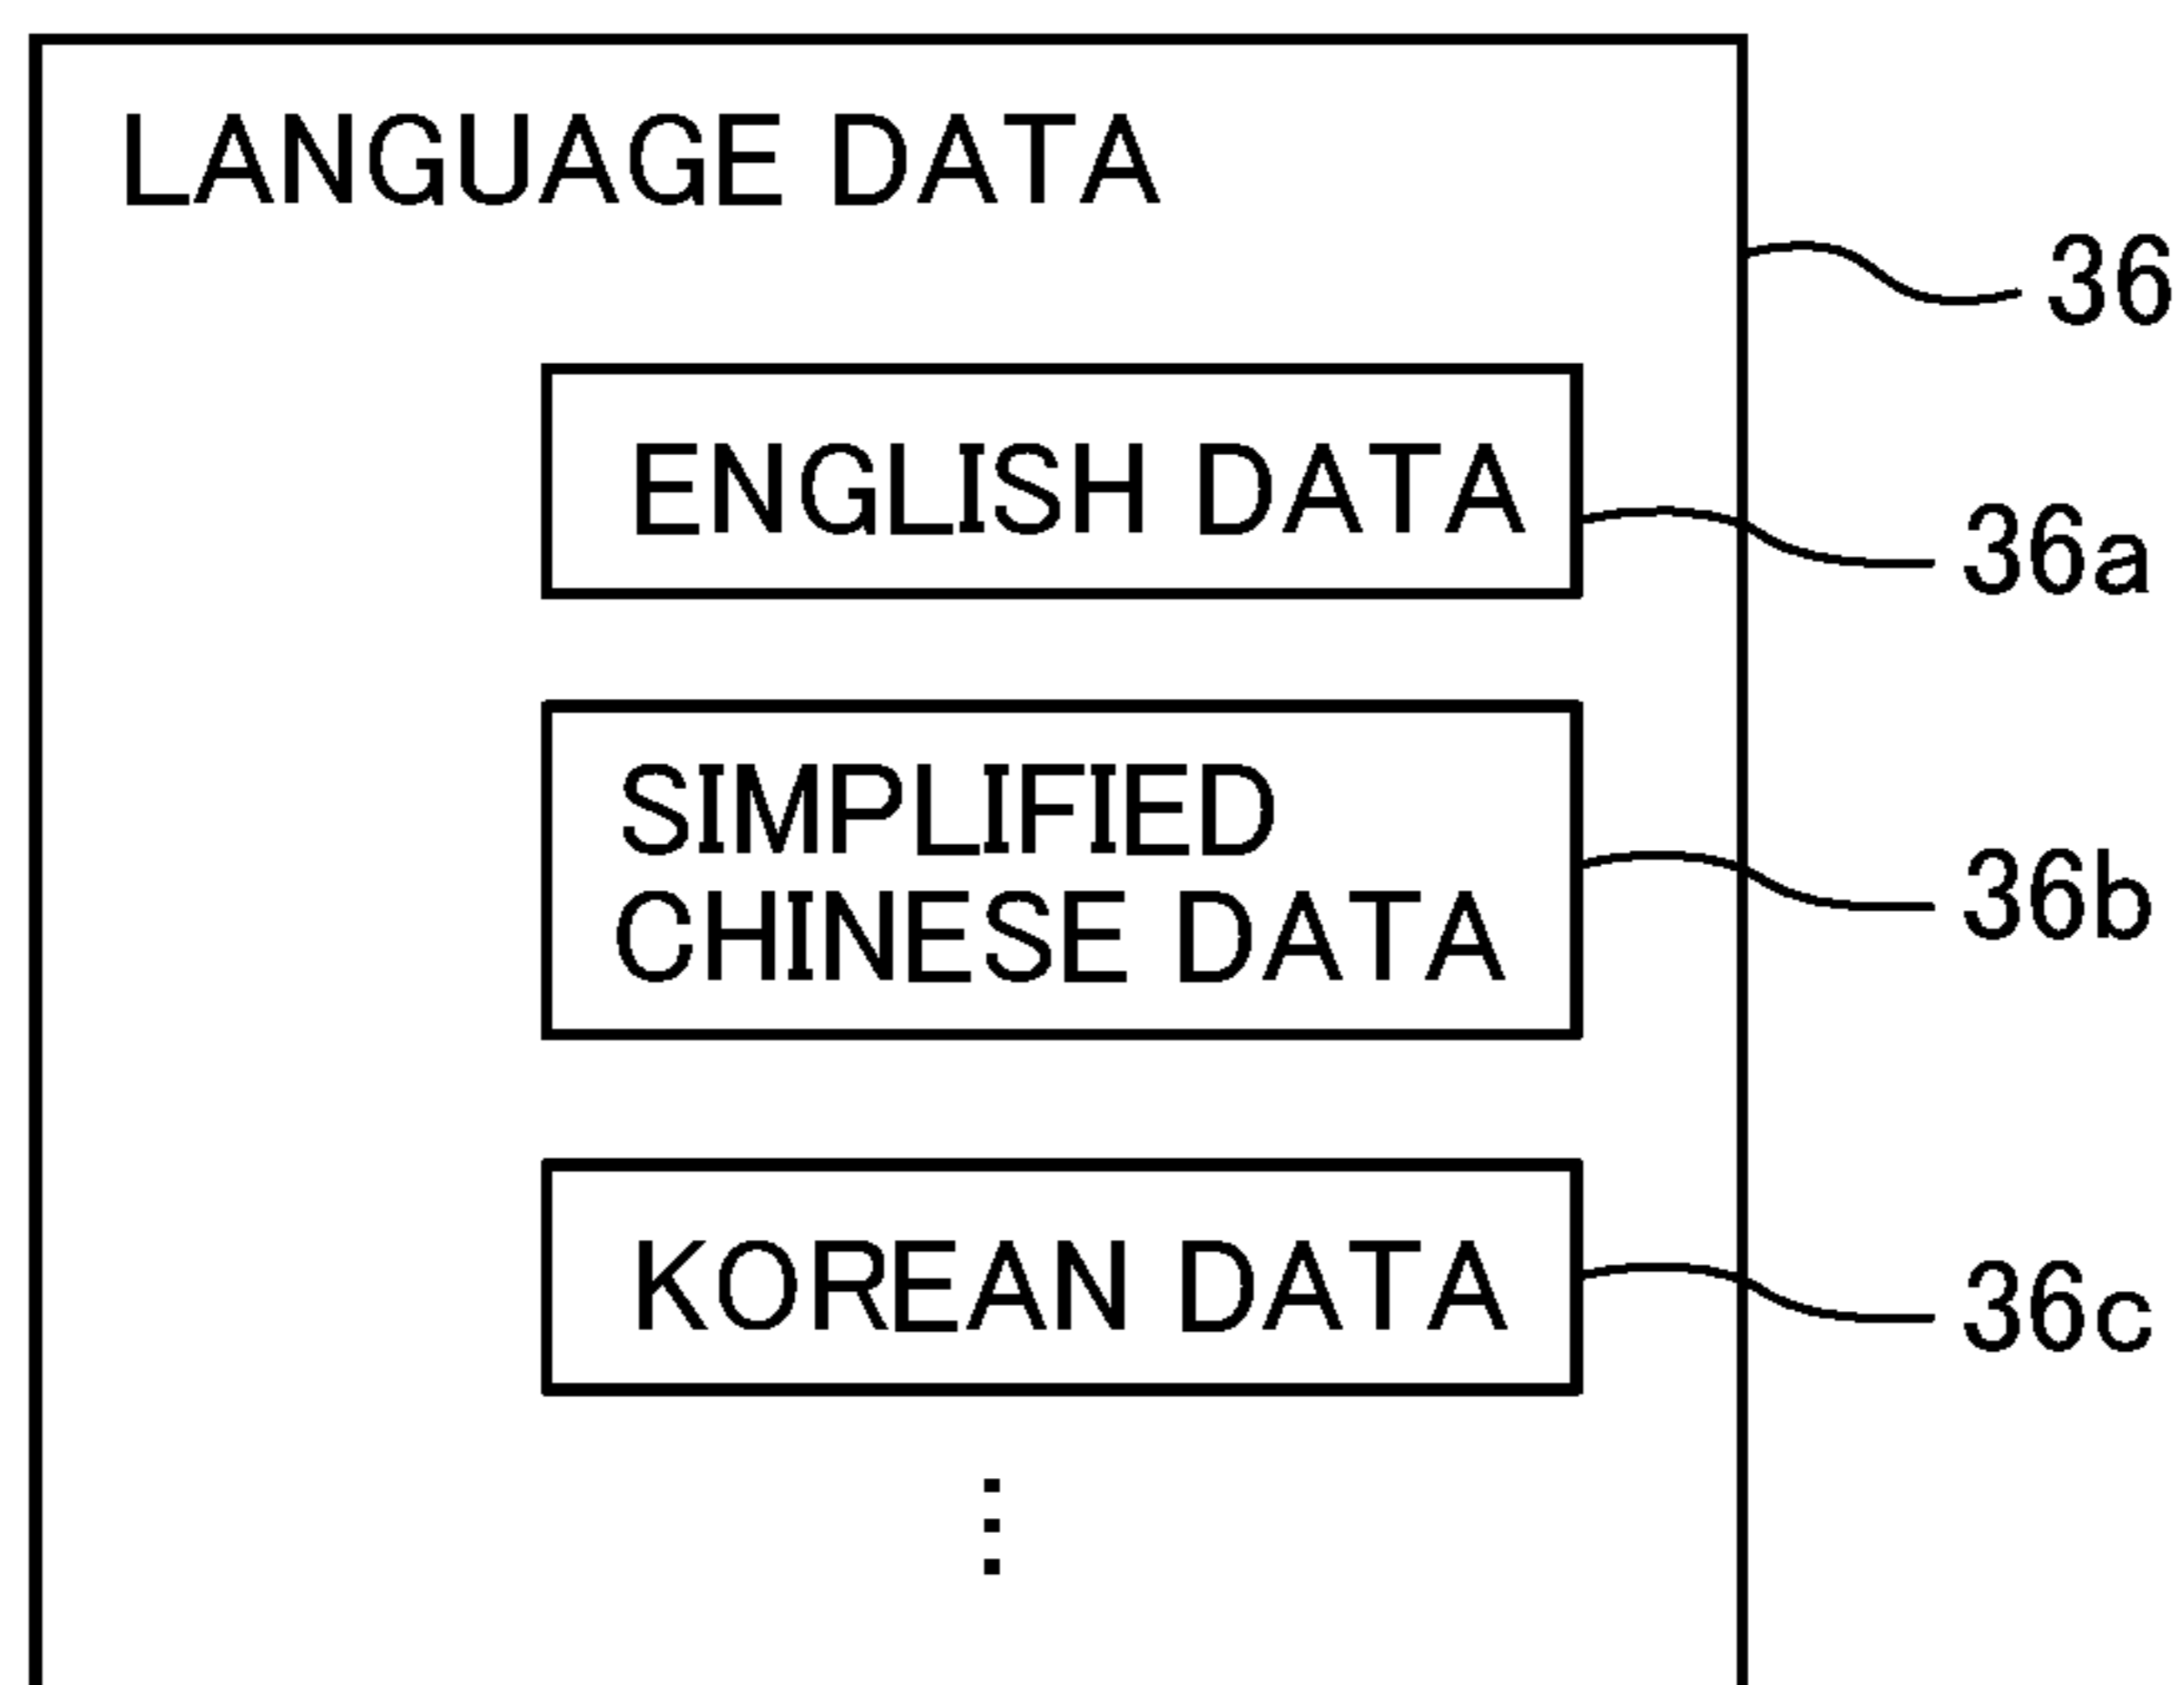 LANGUAGE DATA
36
ENGLISH DATA
36a
SIMPLIFIED
CHINESE DATA
36b
KOREAN DATA
36c
⋮